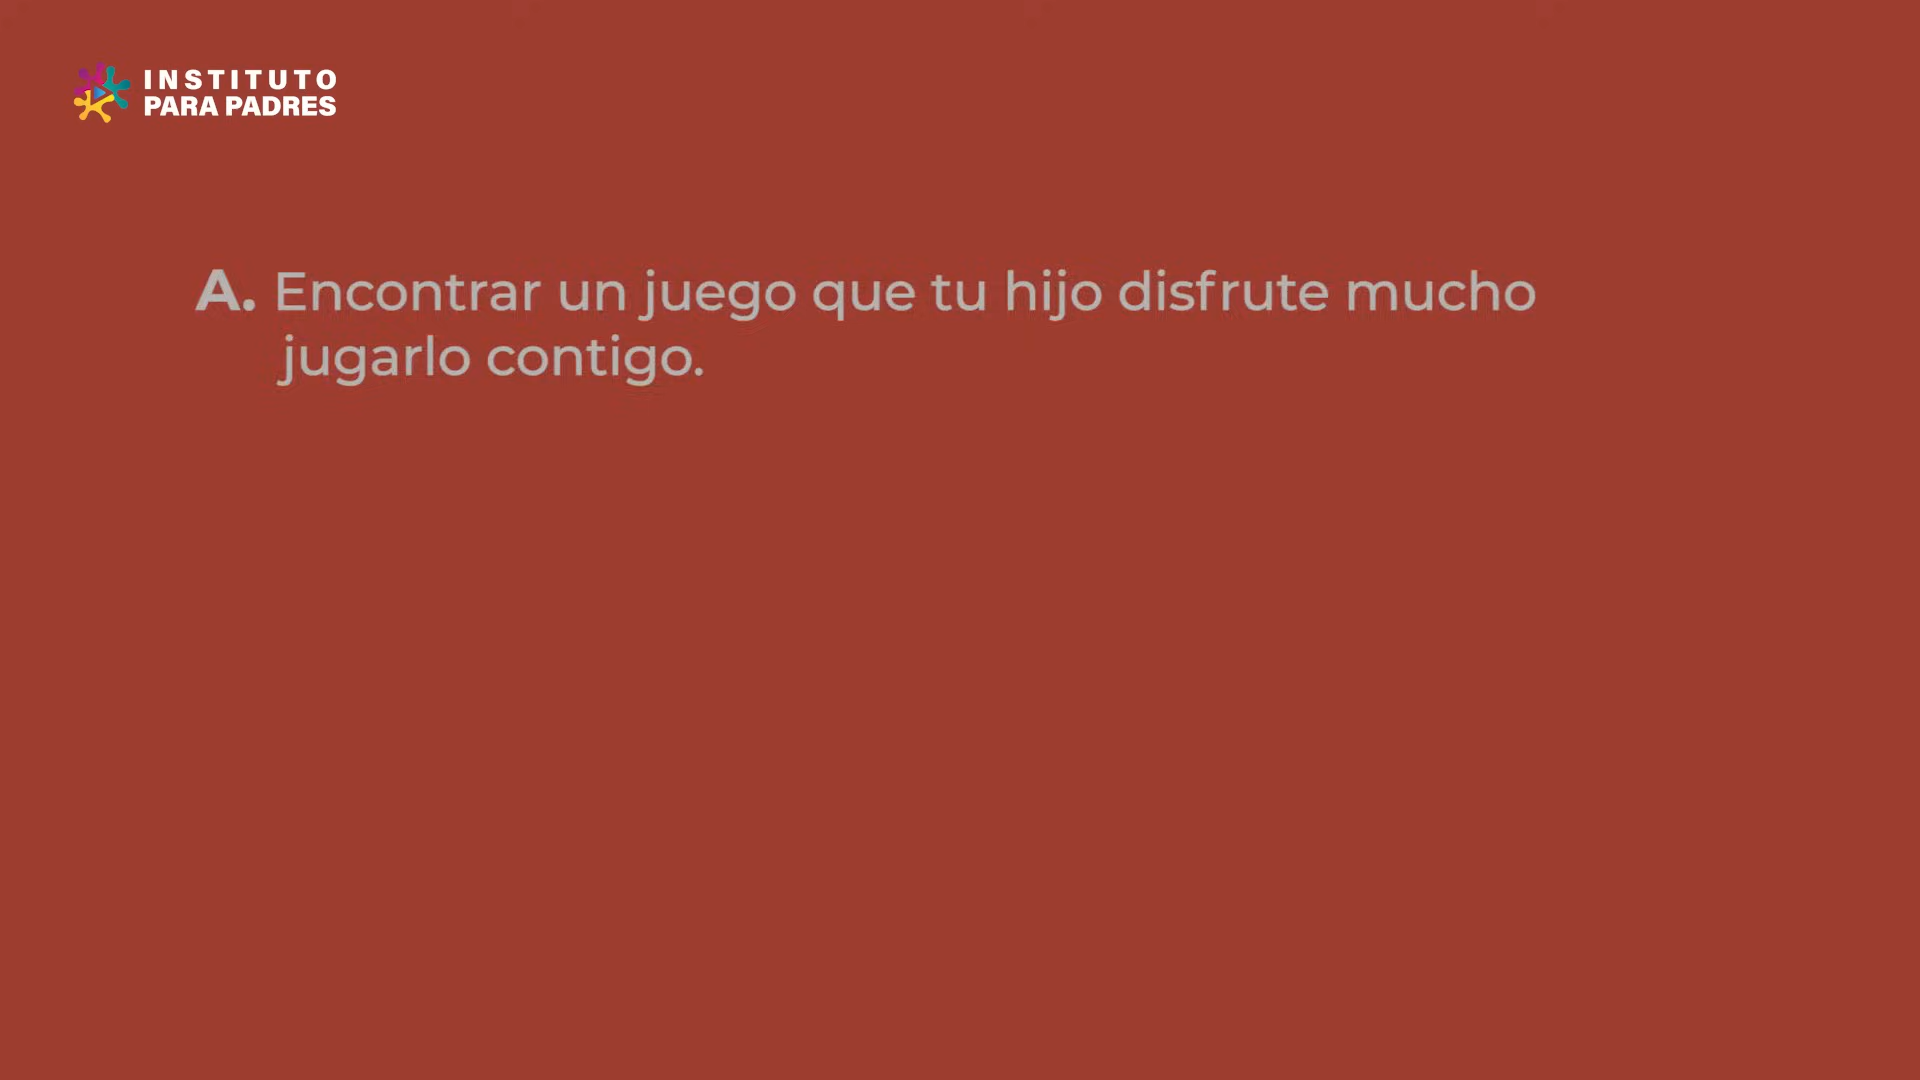 INSTITUTO
PARA PADRES
A. Encontrar un juego que tu hijo disfrute mucho
jugarlo contigo.